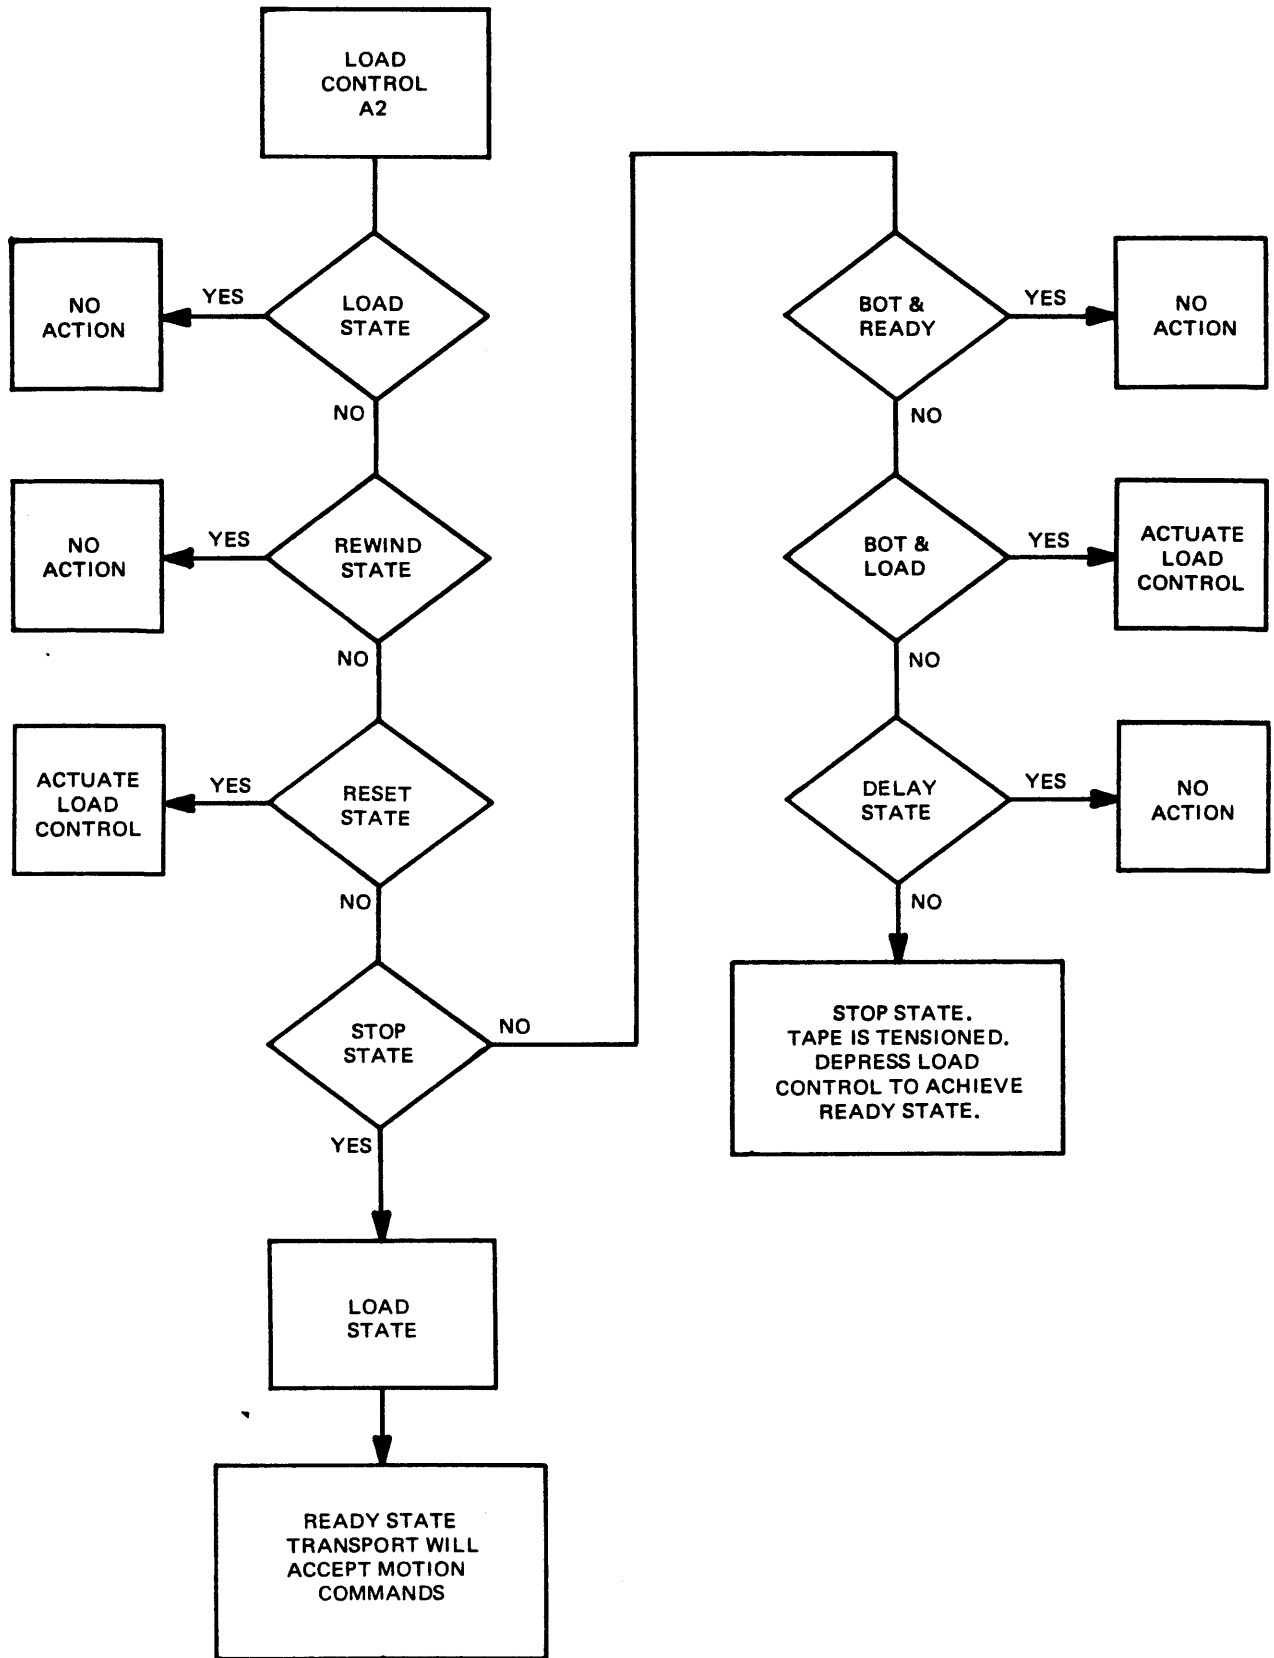 LOAD
CONTROL
A2
YES
NO
ACTION
LOAD
STATE
NO
YES
NO
ACTION
REWIND
STATE
NO
YES
ACTUATE
LOAD
CONTROL
RESET
STATE
NO
STOP
STATE
NO
YES
LOAD
STATE
READY STATE
TRANSPORT WILL
ACCEPT MOTION
COMMANDS
BOT &
READY
YES
NO
ACTION
NO
BOT &
LOAD
YES
ACTUATE
LOAD
CONTROL
NO
DELAY
STATE
YES
NO
ACTION
NO
STOP STATE.
TAPE IS TENSIONED.
DEPRESS LOAD
CONTROL TO ACHIEVE
READY STATE.